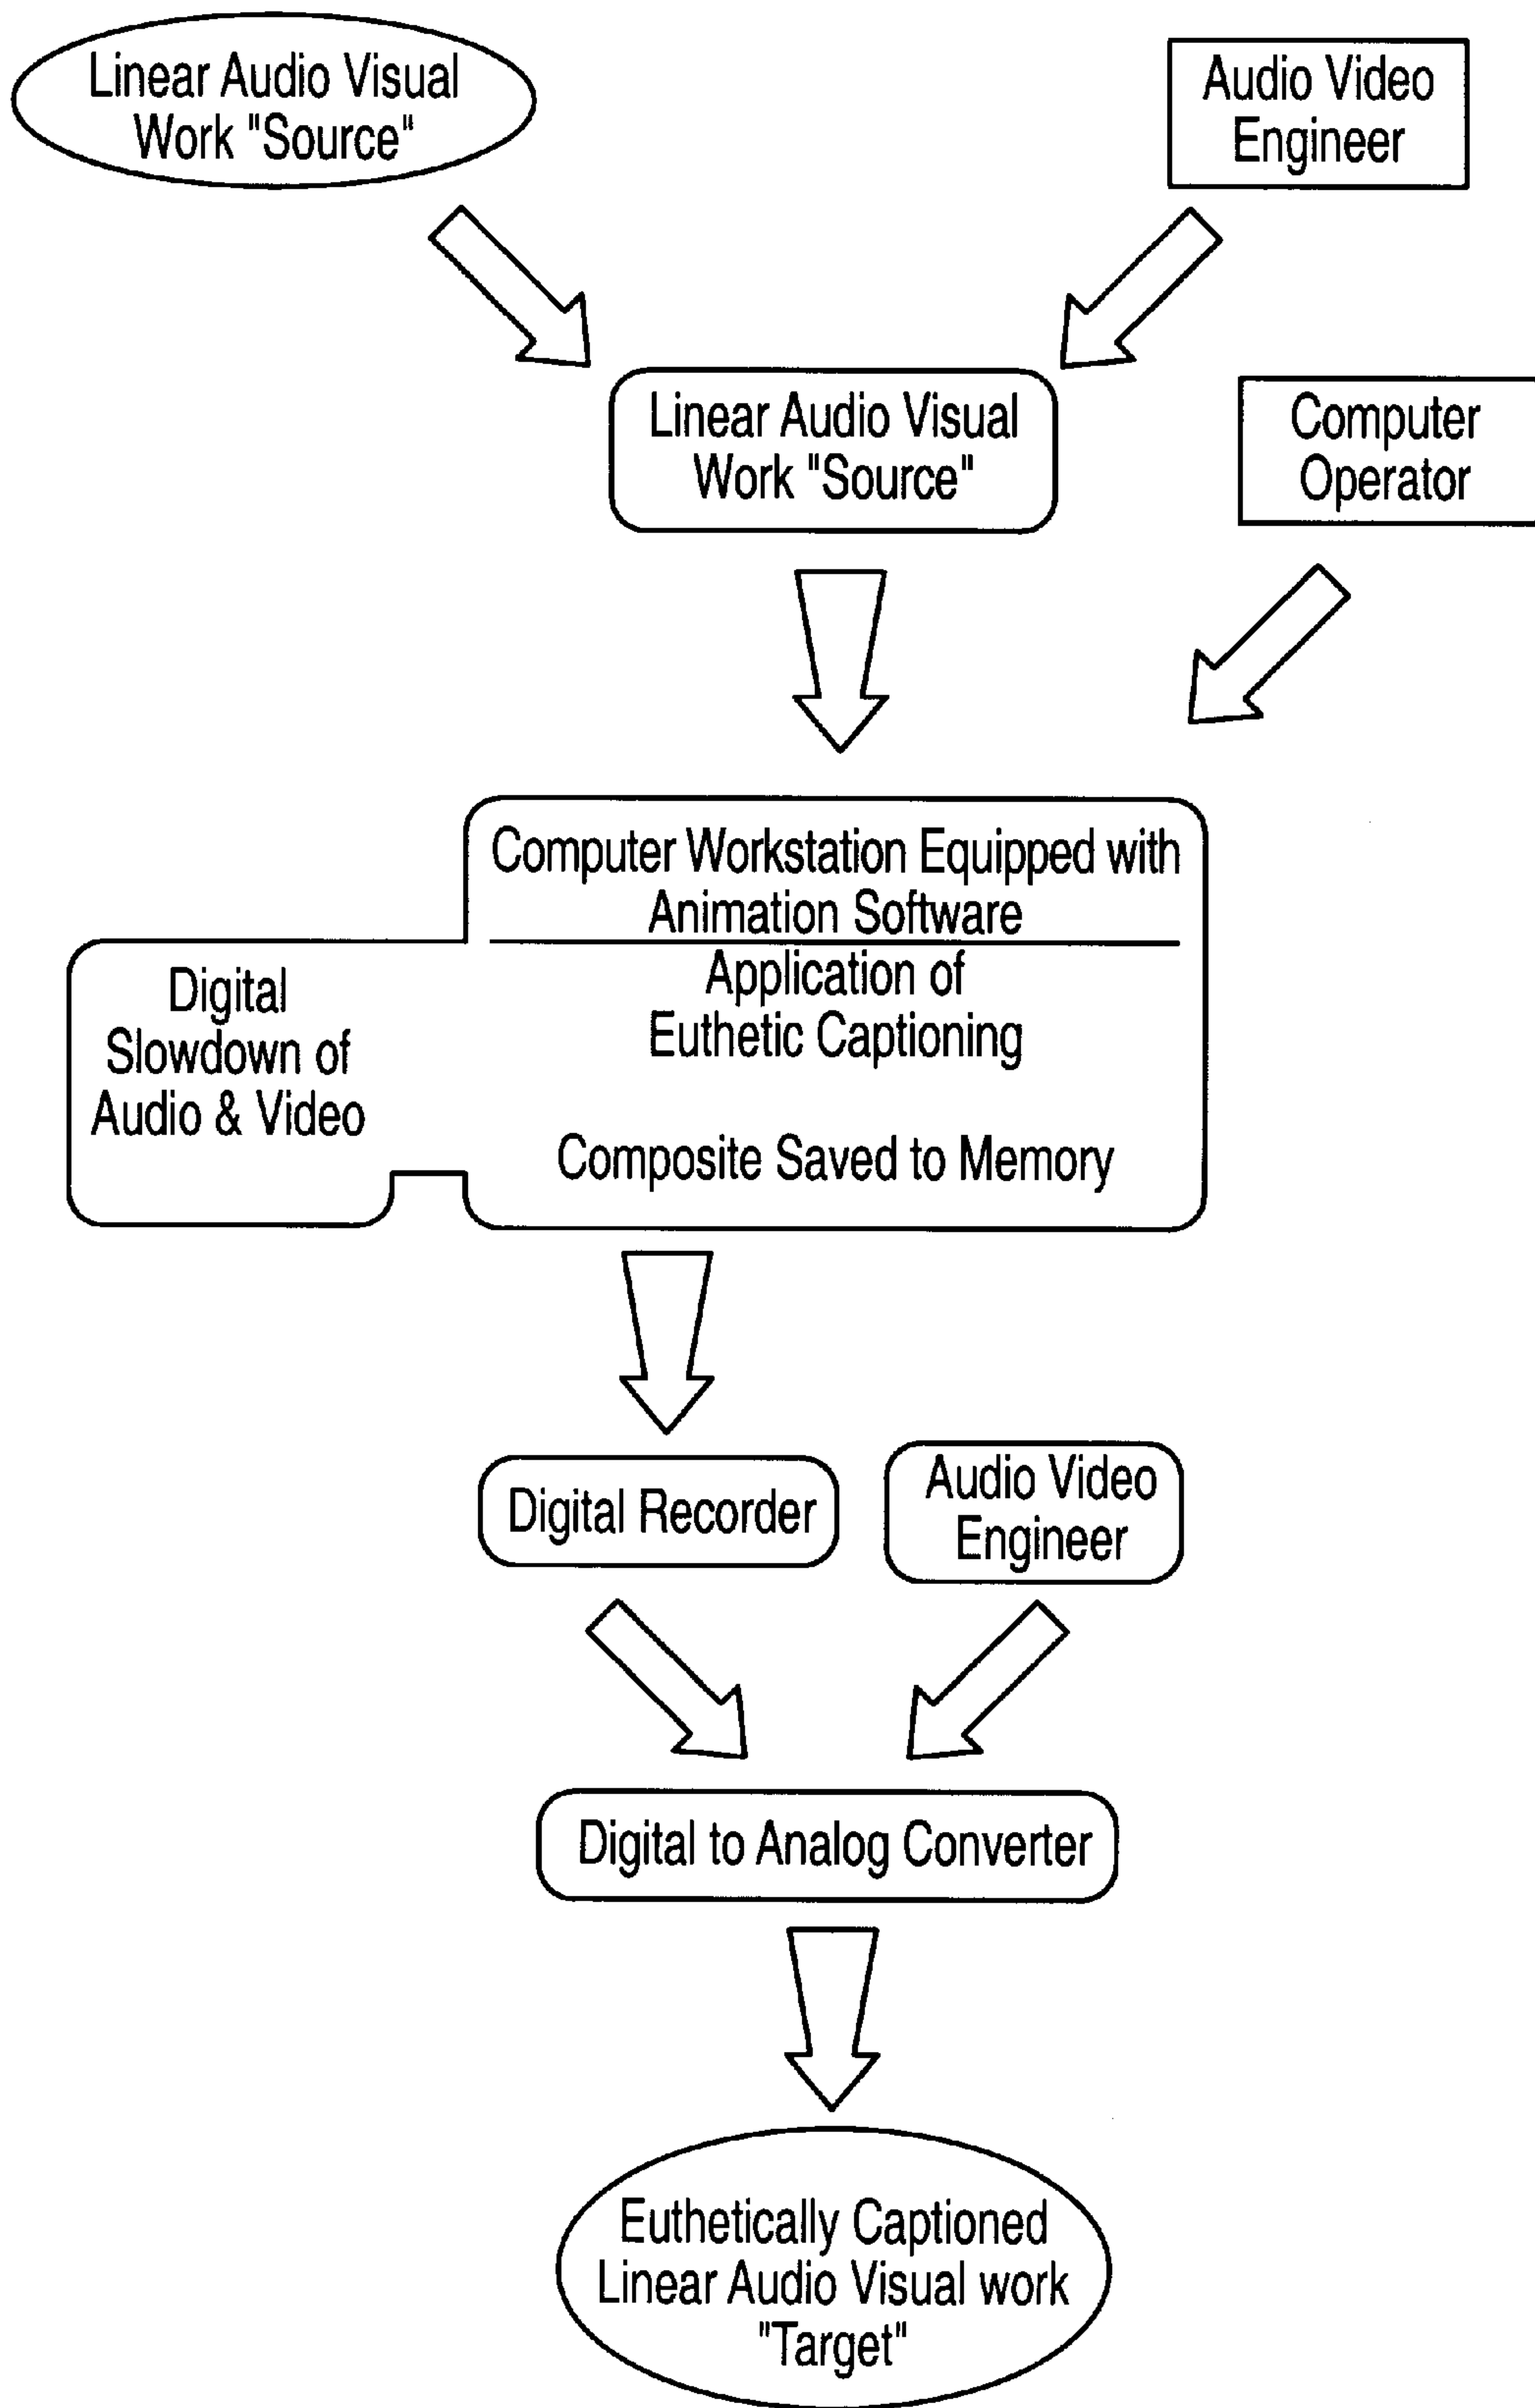 Linear Audio Visual
Work "Source"
Audio Video
Engineer
Linear Audio Visual
Work "Source"
Computer
Operator
Computer Workstation Equipped with
Animation Software
Digital
Slowdown of
Audio & Video
Application of
Euthetic Captioning
Composite Saved to Memory
Digital Recorder
Audio Video
Engineer
Digital to Analog Converter
Euthetically Captioned
Linear Audio Visual work
"Target"